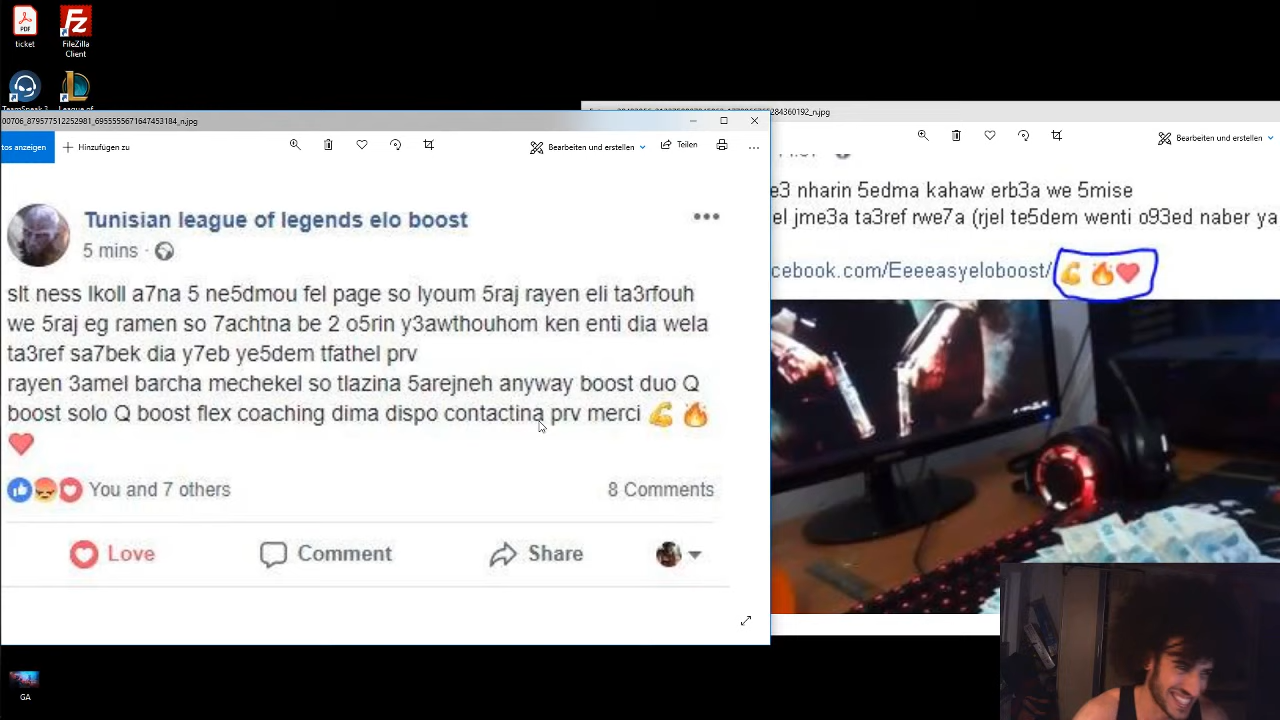 ticket
FileZilla
Client
TeamSpeak 3
League of
00706_879577512252981_6955555671647453184_n.jpg
tos anzeigen
Hinzufügen zu
Bearbeiten und erstellen
Teilen
Tunisian league of legends elo boost
5 mins
slt ness lkoll a7na 5 ne5dmou fel page so lyoum 5raj rayen eli ta3rfouh
we 5raj eg ramen so 7achtna be 2 o5rin y3awthouhom ken enti dia wela
ta3ref sa7bek dia y7eb ye5dem tfathel prv
rayen 3amel barcha mechekel so tlazina 5arejneh anyway boost duo Q
boost solo Q boost flex coaching dima dispo contactina prv merci 💪 🔥
❤️
You and 7 others
8 Comments
Love
Comment
Share
Bearbeiten und erstellen
e3 nharin 5edma kahaw erb3a we 5mise
el jme3a ta3ref rwe7a (rjel te5dem wenti o93ed naber ya
cebook.com/Eeeeasyeloboost/ 💪 🔥❤️
GA